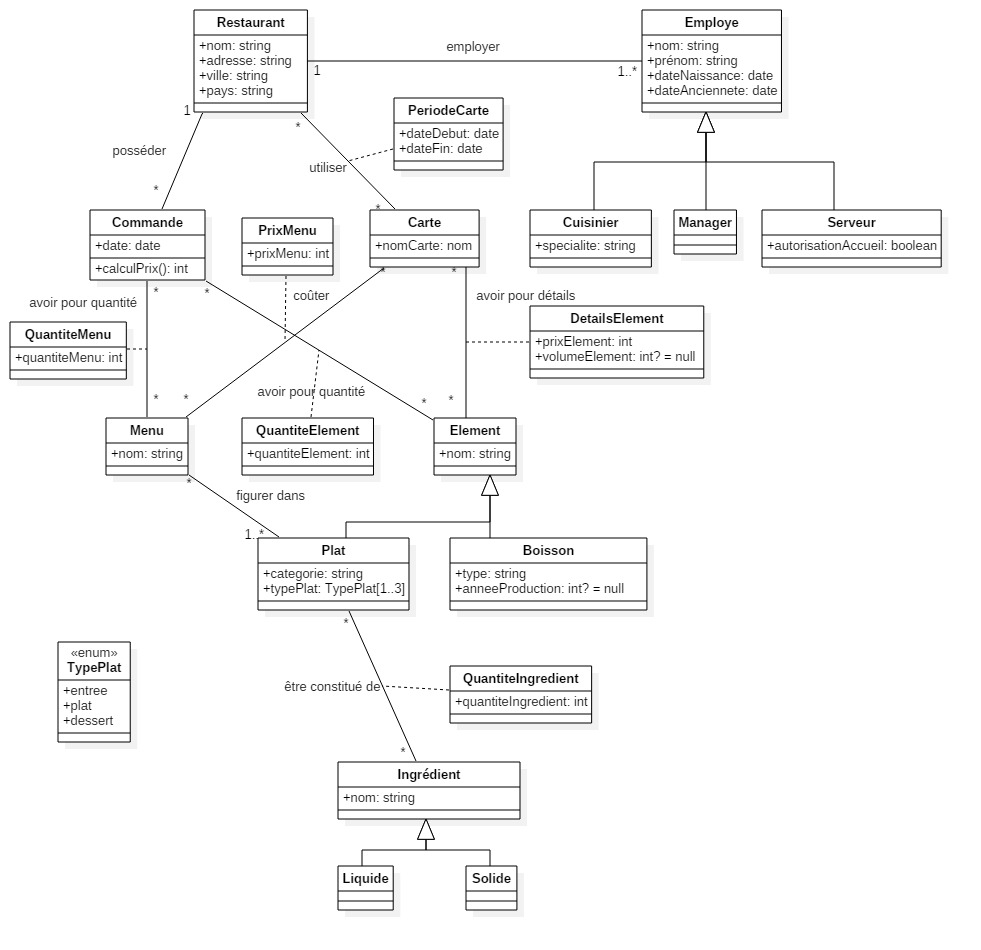 Restaurant
+nom: string
+adresse: string
+ville: string
+pays: string
employer
1
1..*
Employe
+nom: string
+prénom: string
+dateNaissance: date
+dateAnciennete: date
1
posséder
*
*
utiliser
*
PeriodeCarte
+dateDebut: date
+dateFin: date
Commande
+date: date
+calculPrix(): int
PrixMenu
+prixMenu: int
Carte
+nomCarte: nom
Cuisinier
+specialite: string
Manager
Serveur
+autorisationAccueil: boolean
avoir pour quantité
*
*
coûter
*
*
avoir pour détails
QuantiteMenu
+quantiteMenu: int
DetailsElement
+prixElement: int
+volumeElement: int? = null
avoir pour quantité
*
*
*
*
Menu
+nom: string
QuantiteElement
+quantiteElement: int
Element
+nom: string
*
figurer dans
1..*
Plat
+categorie: string
+typePlat: TypePlat[1..3]
Boisson
+type: string
+anneeProduction: int? = null
*
«enum»
TypePlat
+entree
+plat
+dessert
être constitué de
QuantiteIngredient
+quantiteIngredient: int
*
Ingrédient
+nom: string
Liquide
Solide